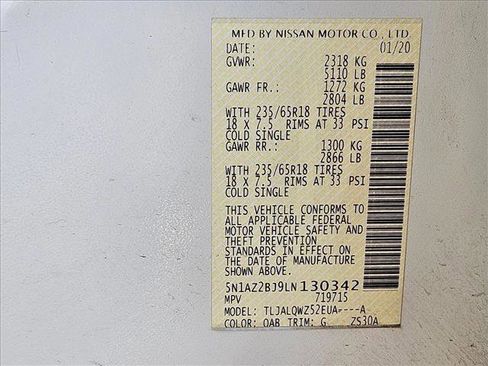 MFD BY NISSAN MOTOR CO., LTD.
DATE: 01/20
GVWR: 2318 KG
5110 LB
GAWR FR.: 1272 KG
2804 LB
WITH 235/65R18 TIRES
18 X 7.5 RIMS AT 33 PSI
COLD SINGLE
GAWR RR.: 1300 KG
2866 LB
WITH 235/65R18 TIRES
18 X 7.5 RIMS AT 33 PSI
COLD SINGLE
THIS VEHICLE CONFORMS TO
ALL APPLICABLE FEDERAL
MOTOR VEHICLE SAFETY AND
THEFT PREVENTION
STANDARDS IN EFFECT ON
THE DATE OF MANUFACTURE
SHOWN ABOVE.
5N1AZ2BJ9LN130342
MPV 719715
MODEL: TLJALQWZ52EUA----A
COLOR: QAB TRIM: G ZS30A